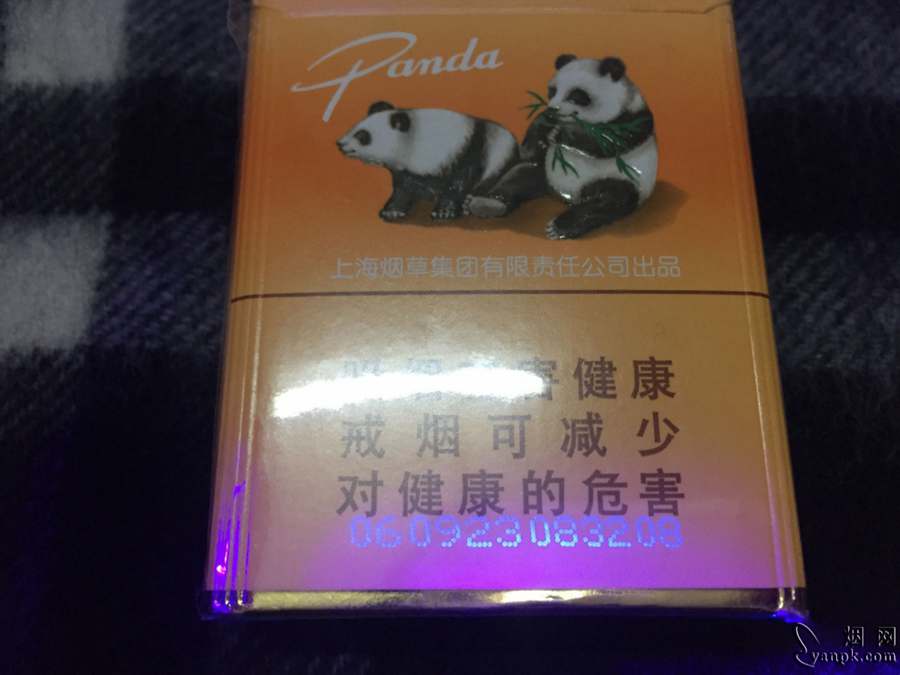 Panda
上海烟草集团有限责任公司出品
害健康
戒烟可减少
对健康的危害
060923083208
烟网
yanpk.com